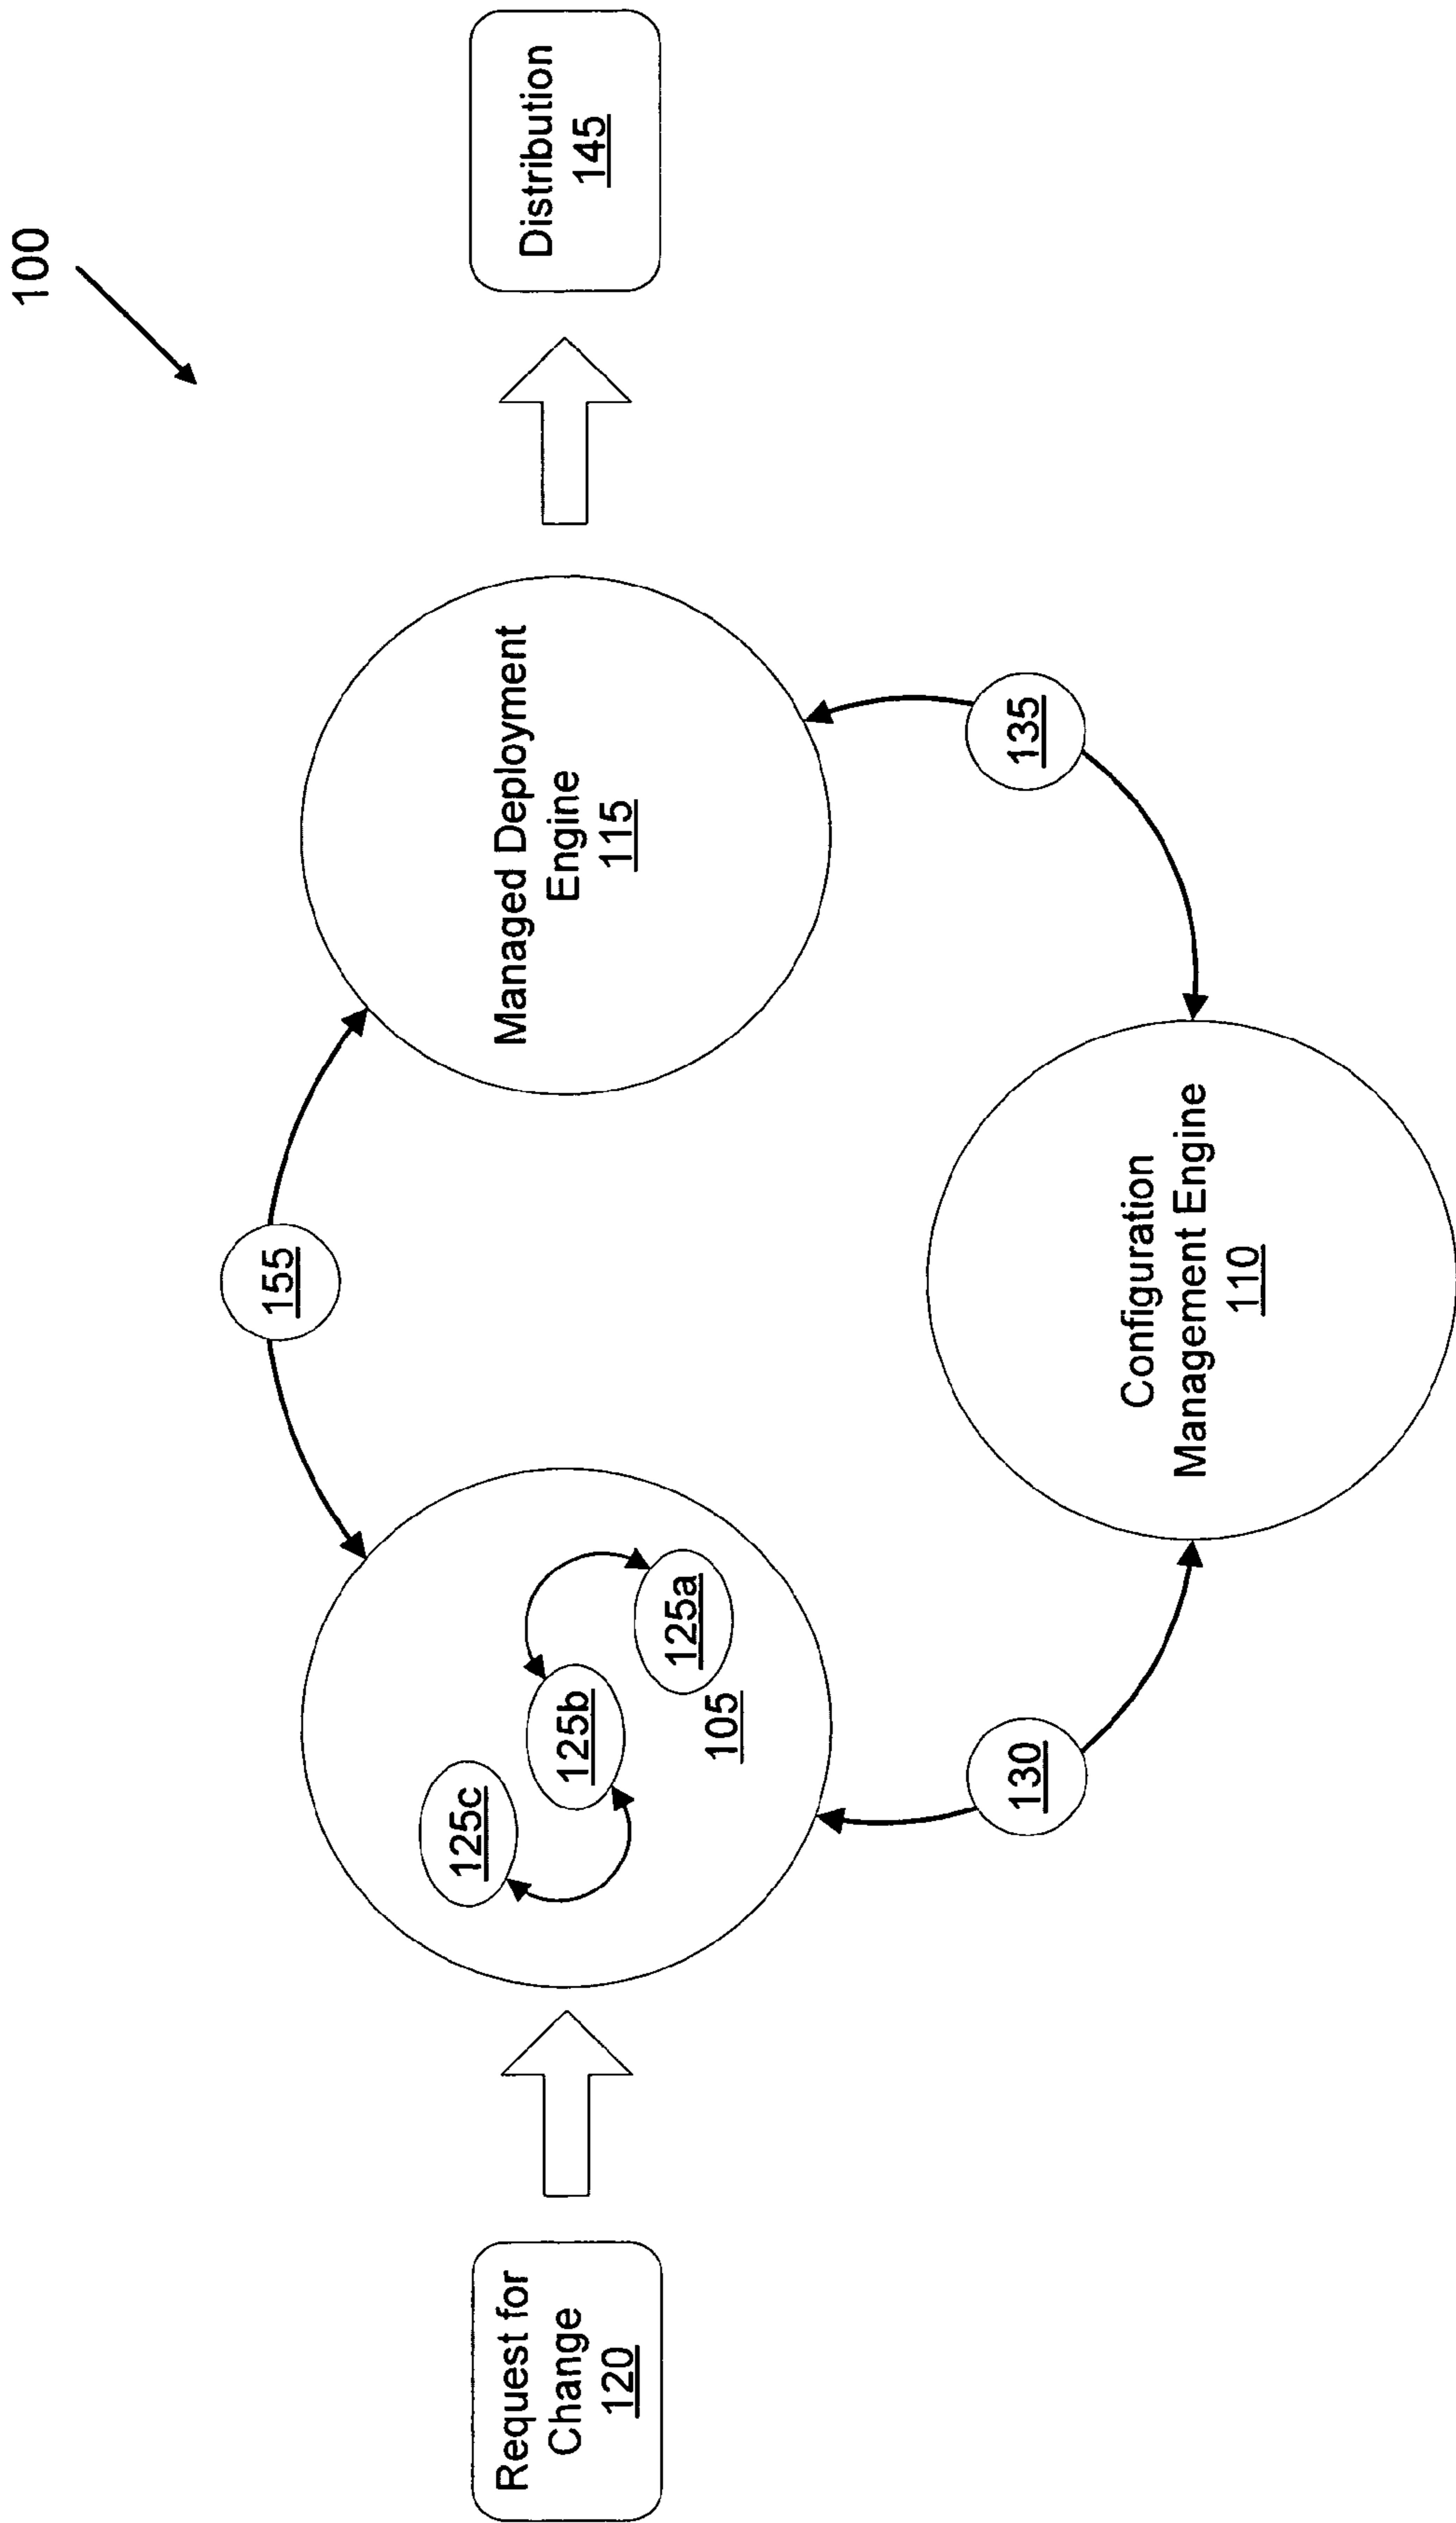 100
155
Request for
Change
120
125c
125b
125a
105
Managed Deployment
Engine
115
Distribution
145
130
135
Configuration
Management Engine
110